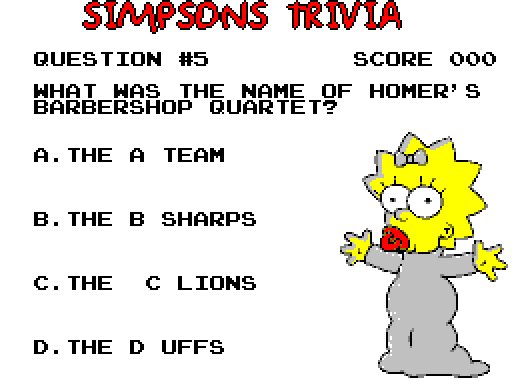 SIMPSONS TRIVIA
QUESTION #5 SCORE 000
WHAT WAS THE NAME OF HOMER'S
BARBERSHOP QUARTET?
A.THE A TEAM
B.THE B SHARPS
C.THE  C LIONS
D.THE D UFFS